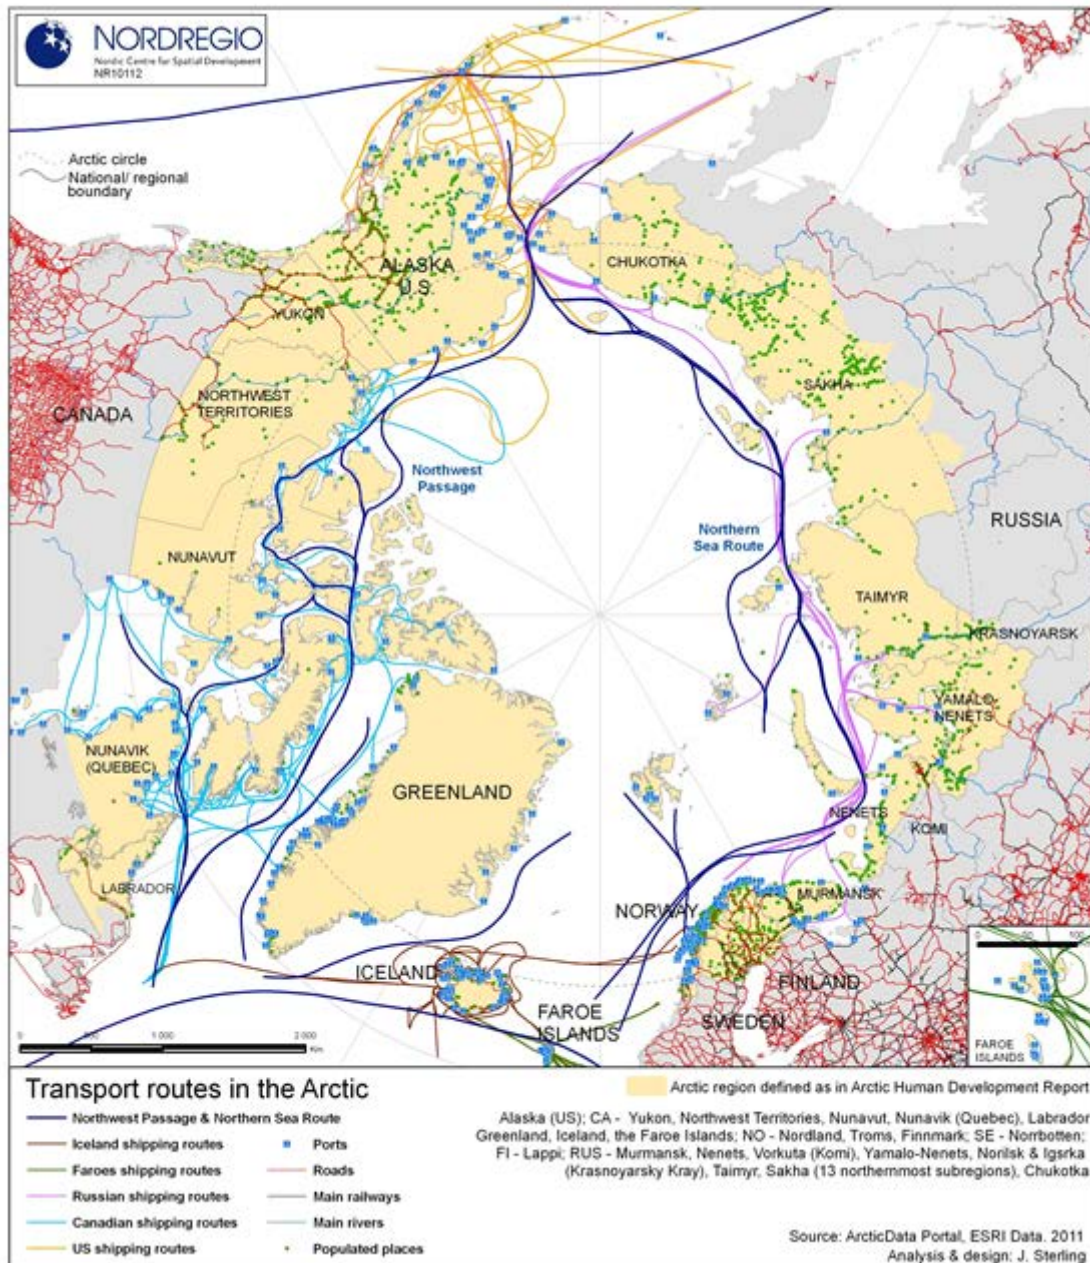 NORDREGIO
Nordic Centre for Spatial Development
NR10112
Arctic circle
National/ regional
boundary
ALASKA
U.S.
CHUKOTKA
YUKON
SAKHA
NORTHWEST
TERRITORIES
CANADA
Northwest
Passage
Northern
Sea Route
RUSSIA
NUNAVUT
TAIMYR
KRASNOYARSK
YAMALO-
NENETS
NUNAVIK
(QUEBEC)
GREENLAND
NENETS
KOMI
LABRADOR
MURMANSK
NORWAY
ICELAND
FINLAND
FAROE
ISLANDS
SWEDEN
FAROE
ISLANDS
0
1 000
2 000
Km
Transport routes in the Arctic
Northwest Passage & Northern Sea Route
Iceland shipping routes
Faroes shipping routes
Russian shipping routes
Canadian shipping routes
US shipping routes
Ports
Roads
Main railways
Main rivers
Populated places
Arctic region defined as in Arctic Human Development Report
Alaska (US); CA - Yukon, Northwest Territories, Nunavut, Nunavik (Quebec), Labrador
Greenland, Iceland, the Faroe Islands; NO - Nordland, Troms, Finnmark; SE - Norrbotten;
FI - Lappi; RUS - Murmansk, Nenets, Vorkuta (Komi), Yamalo-Nenets, Norilsk & Igsrka
(Krasnoyarsky Kray), Taimyr, Sakha (13 northernmost subregions), Chukotka
Source: ArcticData Portal, ESRI Data. 2011
Analysis & design: J. Sterling